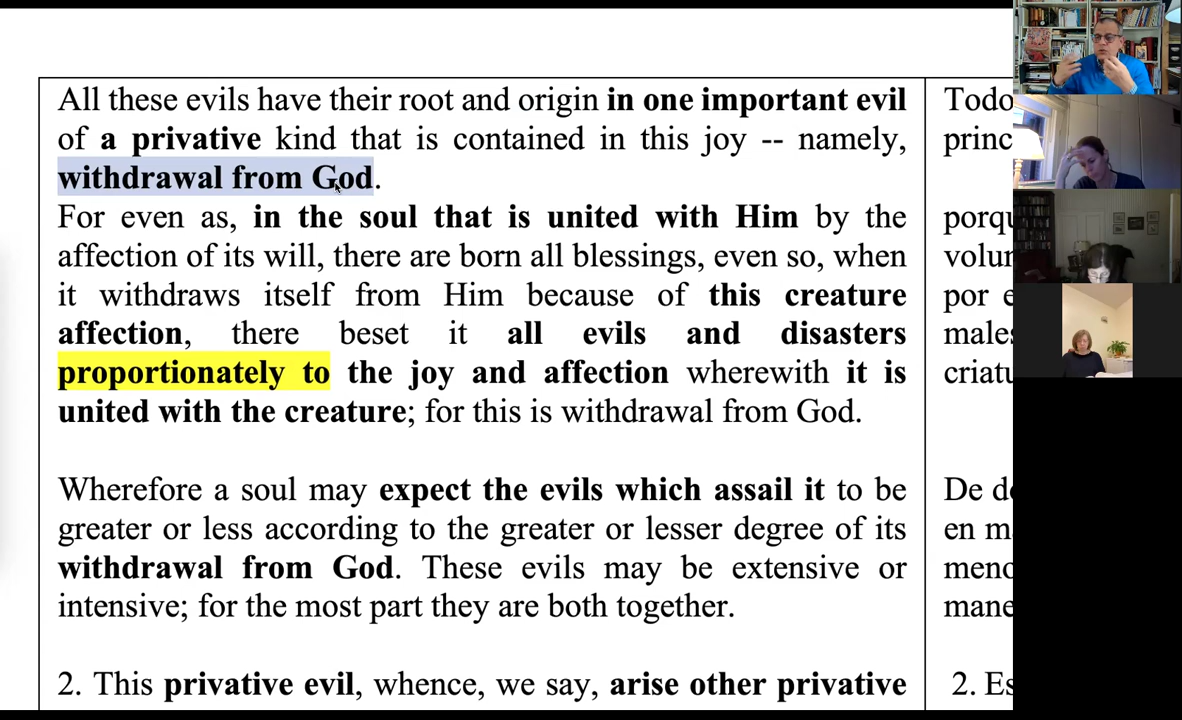 All these evils have their root and origin in one important evil
of a privative kind that is contained in this joy -- namely,
withdrawal from God.
For even as, in the soul that is united with Him by the
affection of its will, there are born all blessings, even so, when
it withdraws itself from Him because of this creature
affection, there beset it all evils and disasters
proportionately to the joy and affection wherewith it is
united with the creature; for this is withdrawal from God.
Wherefore a soul may expect the evils which assail it to be
greater or less according to the greater or lesser degree of its
withdrawal from God. These evils may be extensive or
intensive; for the most part they are both together.
2. This privative evil, whence, we say, arise other privative
Todo
princ
porqu
volun
por e
males
criatu
De d
en m
meno
mane
2. Es